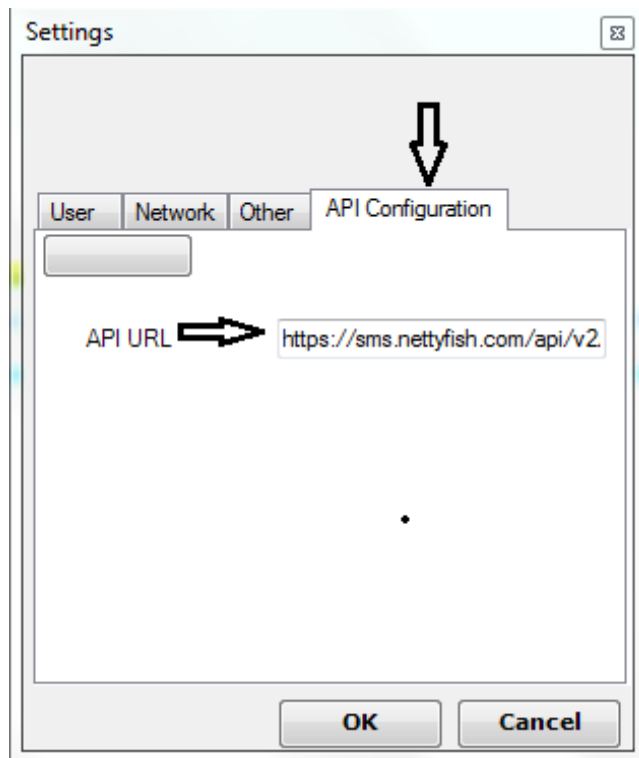 Settings
User Network Other API Configuration
API URL https://sms.nettyfish.com/api/v2.
OK Cancel